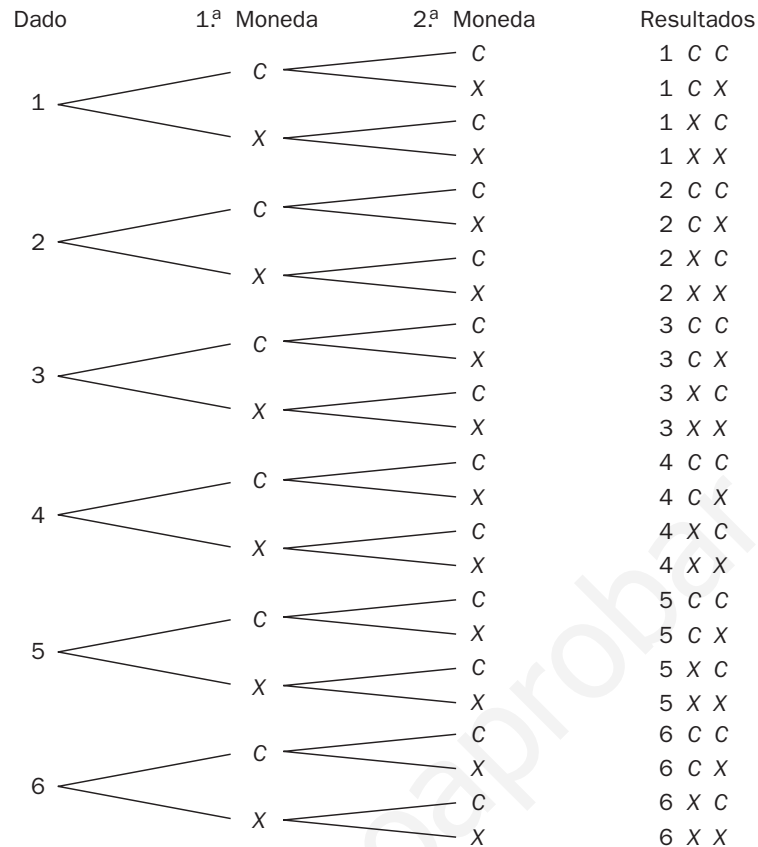 Dado 1.ª Moneda 2.ª Moneda Resultados
C 1 C C
C
X 1 C X
1
C 1 X C
X
X 1 X X
C 2 C C
C
X 2 C X
2
C 2 X C
X
X 2 X X
C 3 C C
C
X 3 C X
3
C 3 X C
X
X 3 X X
C 4 C C
C
X 4 C X
4
C 4 X C
X
X 4 X X
C 5 C C
C
X 5 C X
5
C 5 X C
X
X 5 X X
C 6 C C
C
X 6 C X
6
C 6 X C
X
X 6 X X